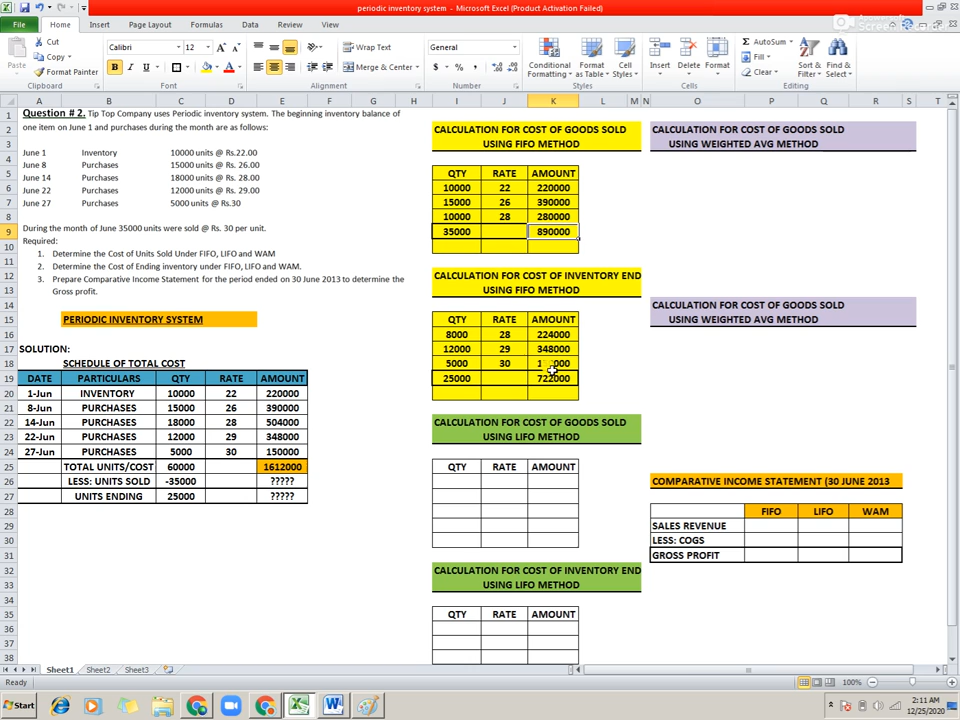 periodic inventory system - Microsoft Excel (Product Activation Failed)
File Home Insert Page Layout Formulas Data Review View
Cut
Copy
Format Painter
Paste
Clipboard
Calibri 12
B I U
Font
Wrap Text
Merge & Center
Alignment
General
$ % ,
Number
Conditional Formatting
Format as Table
Cell Styles
Styles
Insert Delete Format
Cells
AutoSum
Fill
Clear
Sort & Filter
Find & Select
Editing
A B C D E F G H I J K L M N O P Q R S T
Question # 2. Tip Top Company uses Periodic inventory system. The beginning inventory balance of
one item on June 1 and purchases during the month are as follows:
June 1 Inventory 10000 units @ Rs.22.00
June 8 Purchases 15000 units @ Rs. 26.00
June 14 Purchases 18000 units @ Rs. 28.00
June 22 Purchases 12000 units @ Rs. 29.00
June 27 Purchases 5000 units @ Rs.30
During the month of June 35000 units were sold @ Rs. 30 per unit.
Required:
1. Determine the Cost of Units Sold Under FIFO, LIFO and WAM
2. Determine the Cost of Ending inventory under FIFO, LIFO and WAM.
3. Prepare Comparative Income Statement for the period ended on 30 June 2013 to determine the
Gross profit.
PERIODIC INVENTORY SYSTEM
SOLUTION:
SCHEDULE OF TOTAL COST
DATE PARTICULARS QTY RATE AMOUNT
1-Jun INVENTORY 10000 22 220000
8-Jun PURCHASES 15000 26 390000
14-Jun PURCHASES 18000 28 504000
22-Jun PURCHASES 12000 29 348000
27-Jun PURCHASES 5000 30 150000
TOTAL UNITS/COST 60000 1612000
LESS: UNITS SOLD -35000 ?????
UNITS ENDING 25000 ?????
CALCULATION FOR COST OF GOODS SOLD
USING FIFO METHOD
QTY RATE AMOUNT
10000 22 220000
15000 26 390000
10000 28 280000
35000 890000
CALCULATION FOR COST OF INVENTORY END
USING FIFO METHOD
QTY RATE AMOUNT
8000 28 224000
12000 29 348000
5000 30
25000 722000
CALCULATION FOR COST OF GOODS SOLD
USING LIFO METHOD
QTY RATE AMOUNT
CALCULATION FOR COST OF INVENTORY END
USING LIFO METHOD
QTY RATE AMOUNT
CALCULATION FOR COST OF GOODS SOLD
USING WEIGHTED AVG METHOD
CALCULATION FOR COST OF GOODS SOLD
USING WEIGHTED AVG METHOD
COMPARATIVE INCOME STATEMENT (30 JUNE 2013
FIFO LIFO WAM
SALES REVENUE
LESS: COGS
GROSS PROFIT
Sheet1 Sheet2 Sheet3
Ready
100%
Start
2:11 AM
12/25/2020